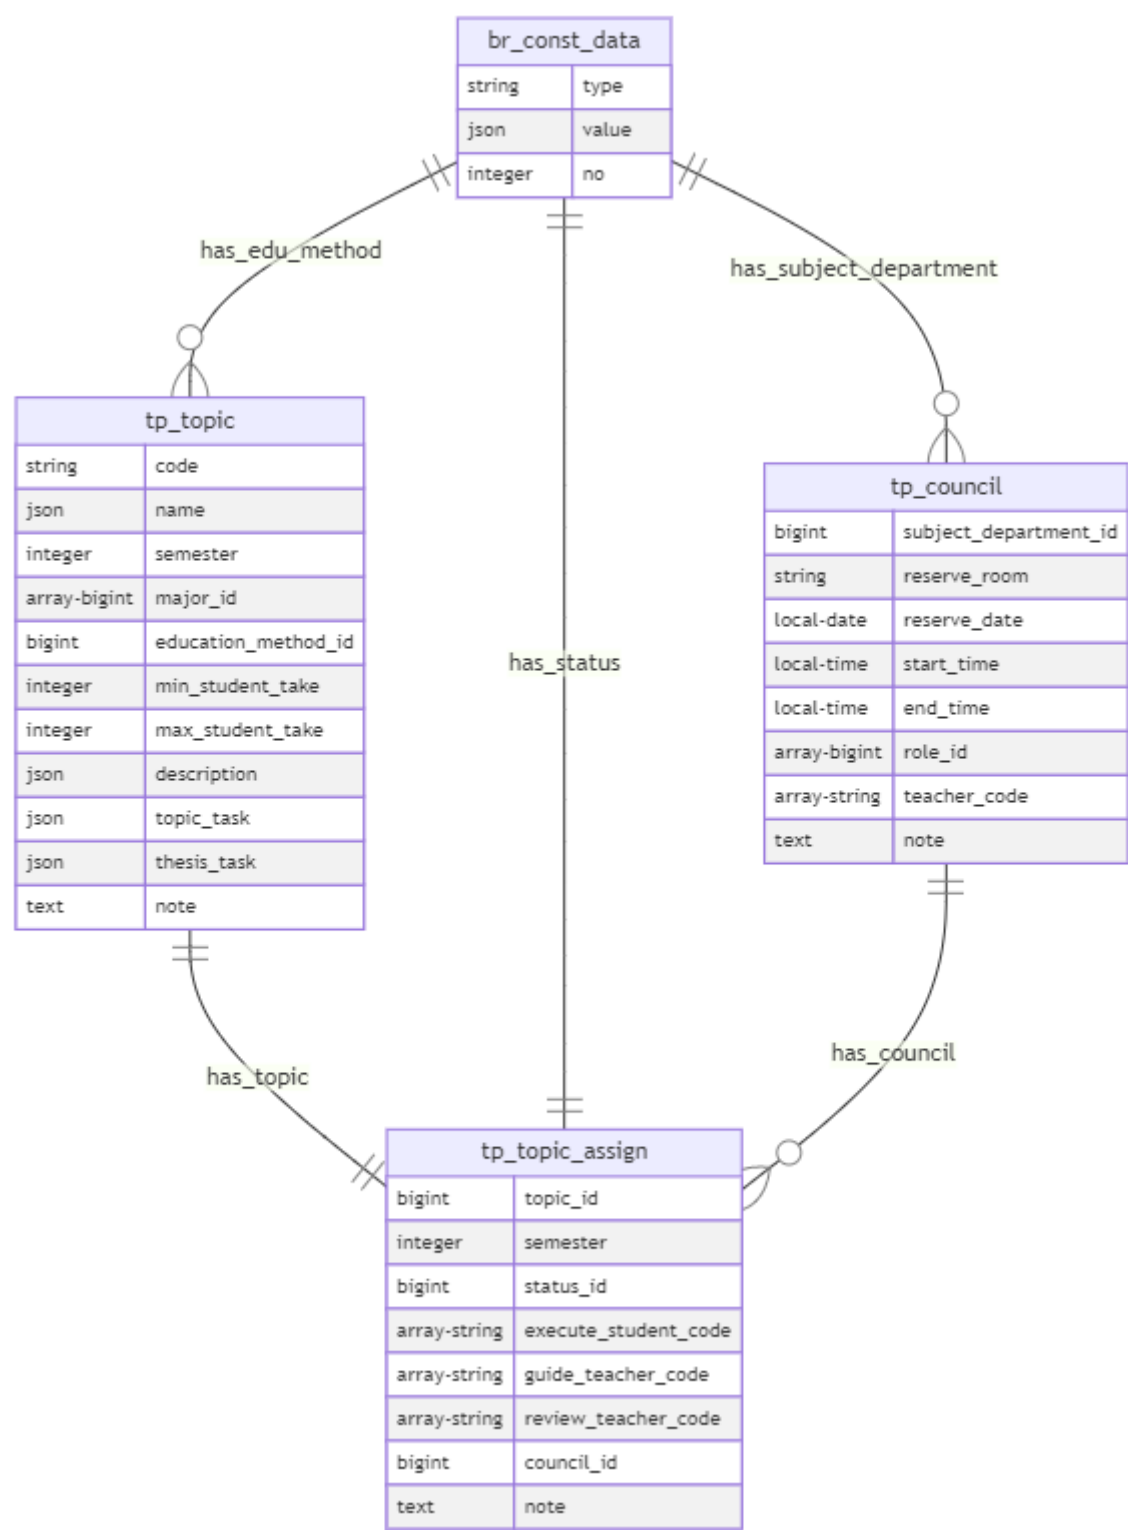 br_const_data
string type
json value
integer no
has_edu_method
has_subject_department
tp_topic
string code
json name
integer semester
array-bigint major_id
bigint education_method_id
integer min_student_take
integer max_student_take
json description
json topic_task
json thesis_task
text note
has_status
tp_council
bigint subject_department_id
string reserve_room
local-date reserve_date
local-time start_time
local-time end_time
array-bigint role_id
array-string teacher_code
text note
has_topic
has_council
tp_topic_assign
bigint topic_id
integer semester
bigint status_id
array-string execute_student_code
array-string guide_teacher_code
array-string review_teacher_code
bigint council_id
text note